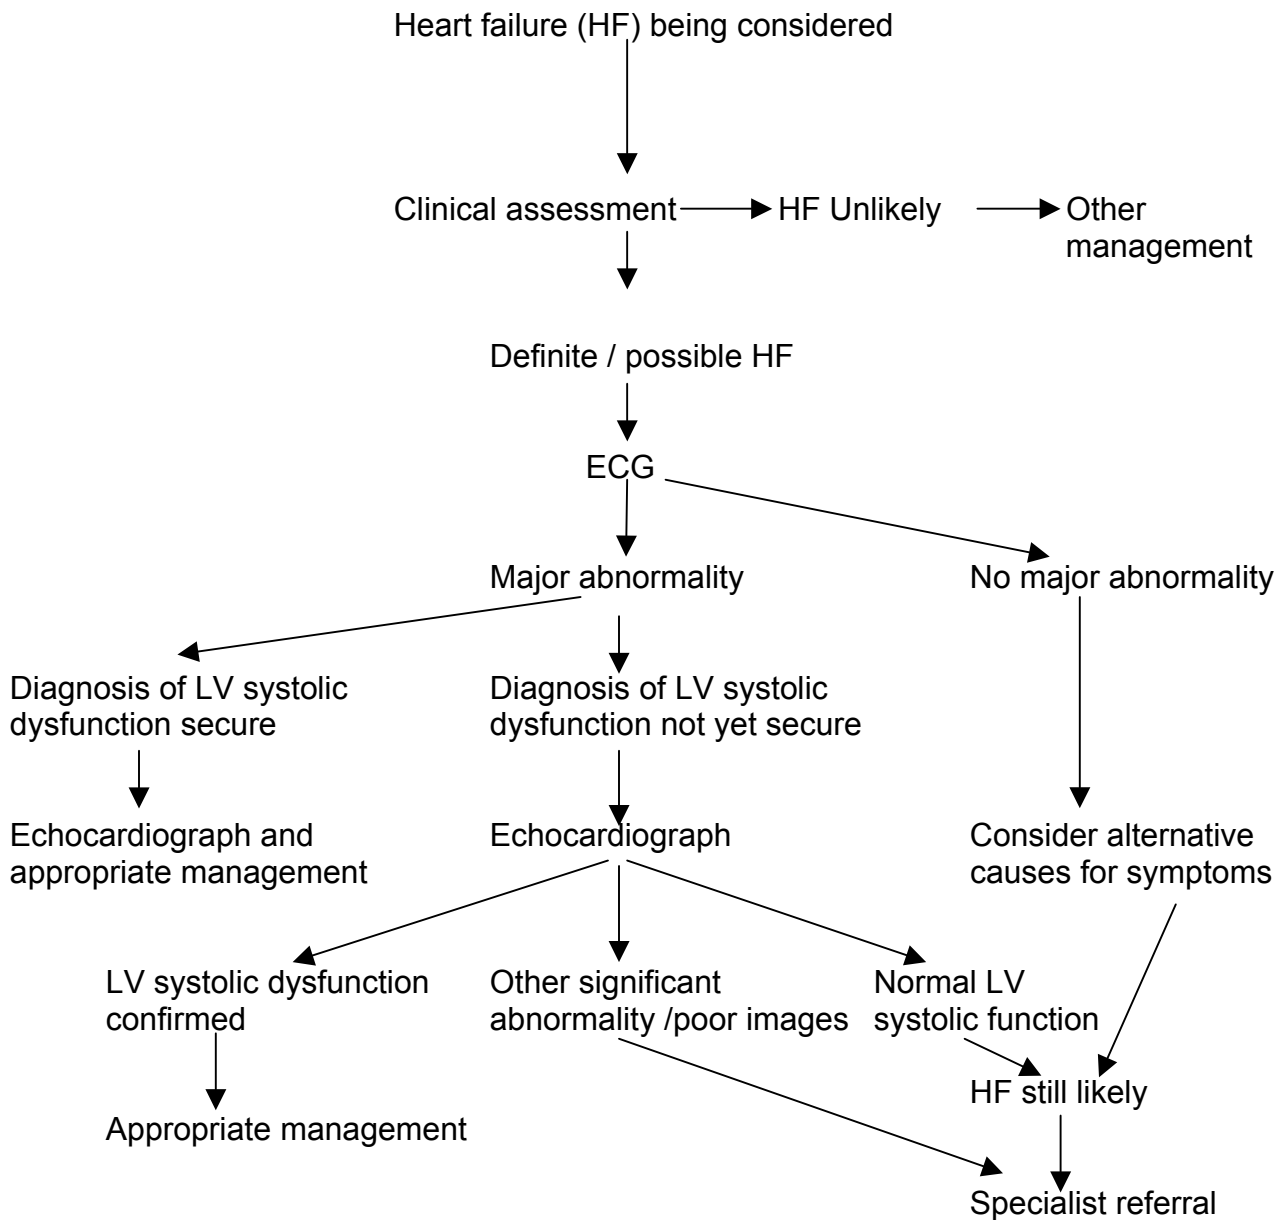 Heart failure (HF) being considered
Clinical assessment
HF Unlikely
Other
management
Definite / possible HF
ECG
Major abnormality
No major abnormality
Diagnosis of LV systolic
dysfunction secure
Diagnosis of LV systolic
dysfunction not yet secure
Echocardiograph and
appropriate management
Echocardiograph
Consider alternative
causes for symptoms
LV systolic dysfunction
confirmed
Other significant
abnormality /poor images
Normal LV
systolic function
HF still likely
Appropriate management
Specialist referral